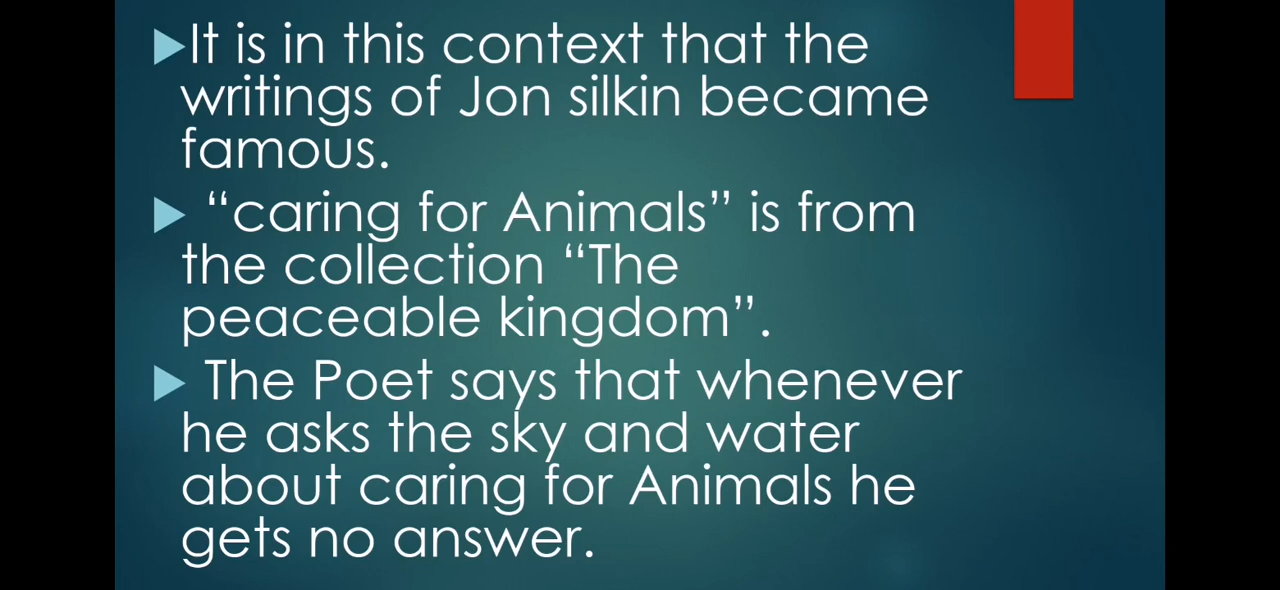 It is in this context that the
writings of Jon silkin became
famous.
“caring for Animals” is from
the collection “The
peaceable kingdom”.
The Poet says that whenever
he asks the sky and water
about caring for Animals he
gets no answer.